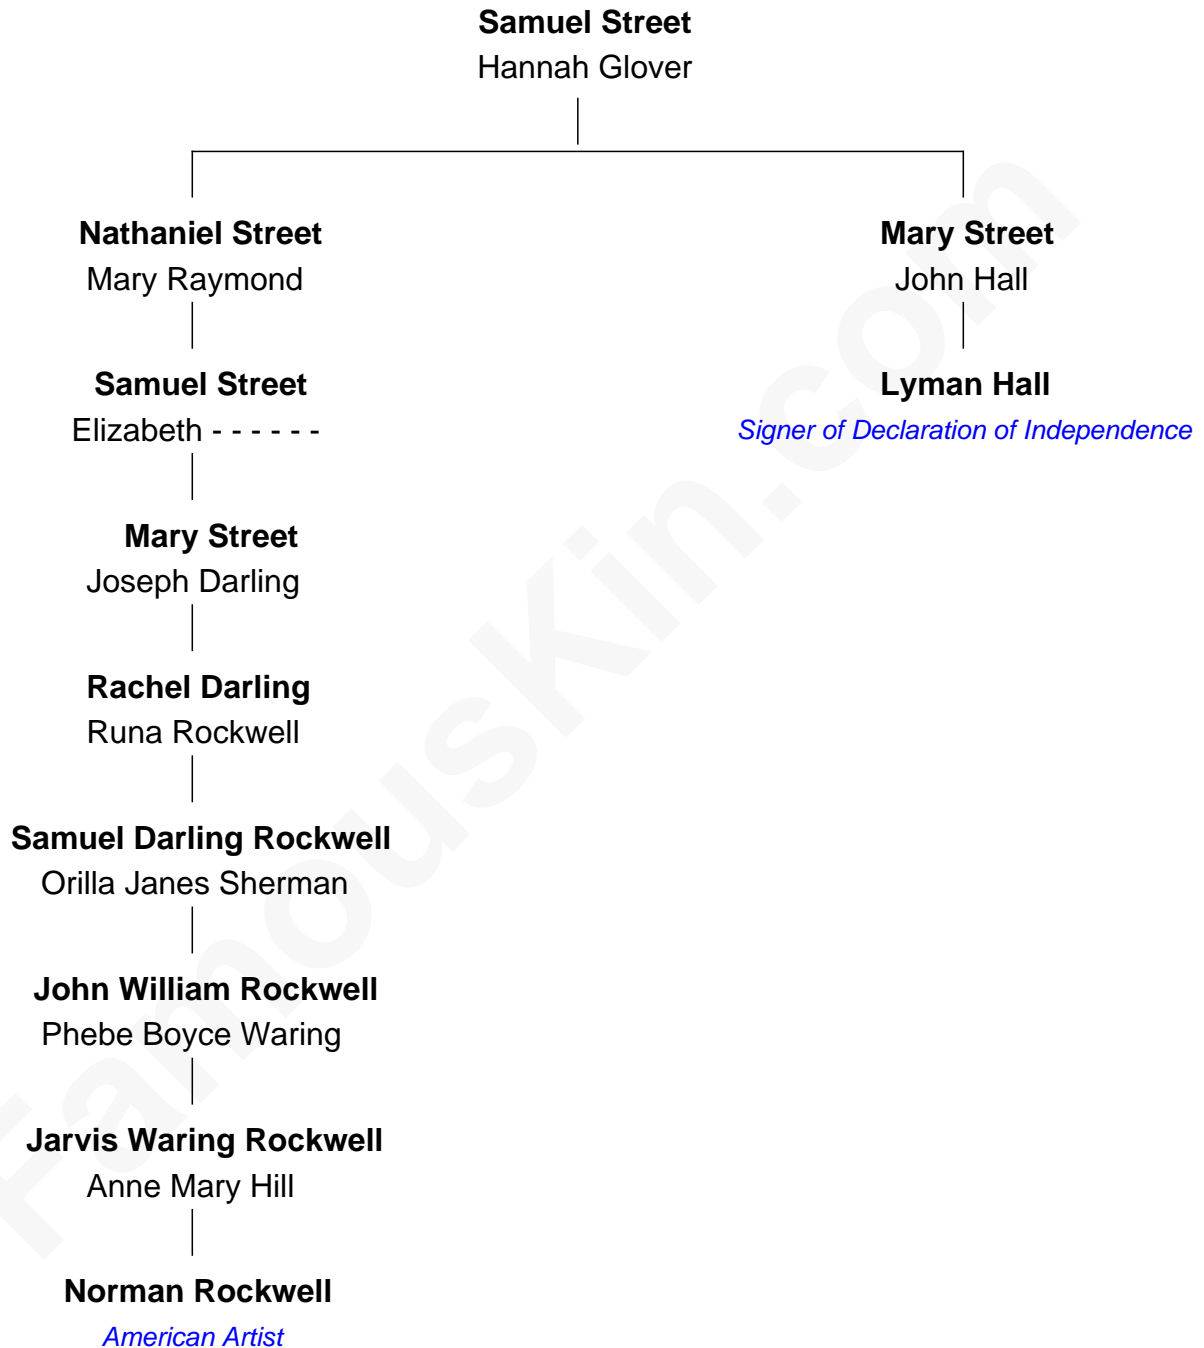 Samuel Street
Hannah Glover
Nathaniel Street
Mary Raymond
Mary Street
John Hall
Samuel Street
Elizabeth - - - - - -
Lyman Hall
Signer of Declaration of Independence
Mary Street
Joseph Darling
Rachel Darling
Runa Rockwell
Samuel Darling Rockwell
Orilla Janes Sherman
John William Rockwell
Phebe Boyce Waring
Jarvis Waring Rockwell
Anne Mary Hill
Norman Rockwell
American Artist
FamousKin.com